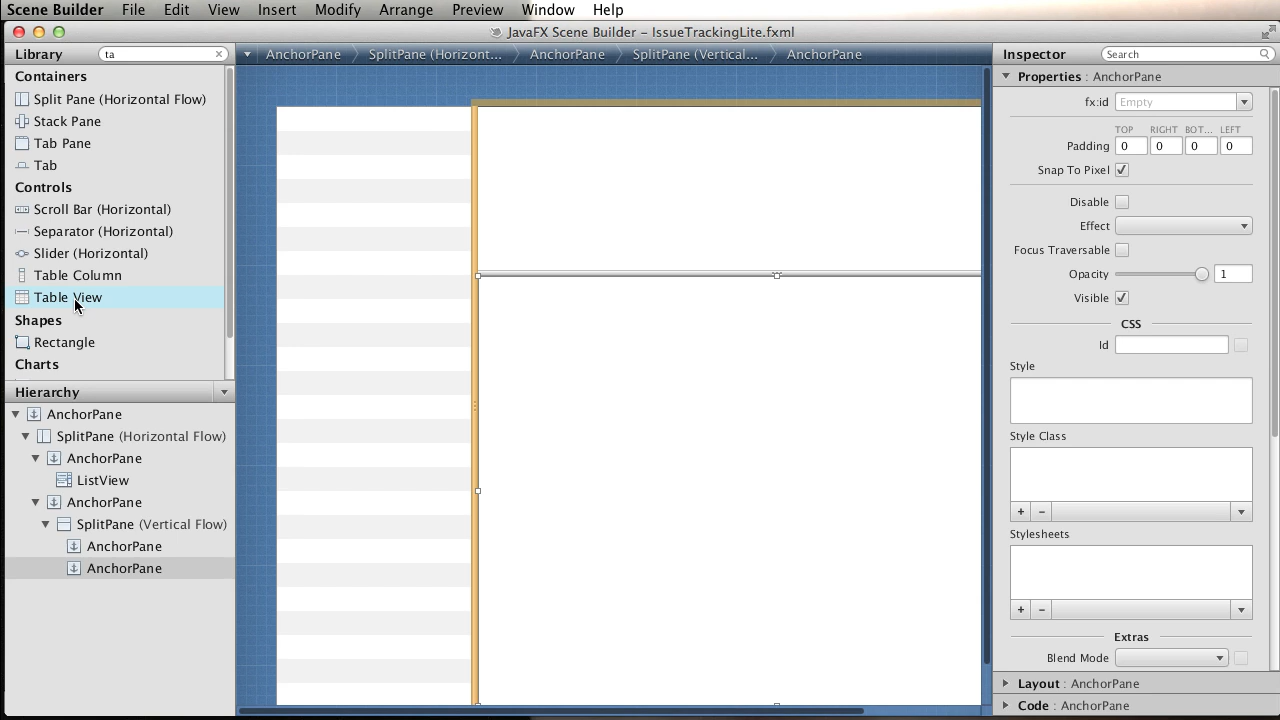 Scene Builder File Edit View Insert Modify Arrange Preview Window Help
JavaFX Scene Builder – IssueTrackingLite.fxml
Library ta
Containers
Split Pane (Horizontal Flow)
Stack Pane
Tab Pane
Tab
Controls
Scroll Bar (Horizontal)
Separator (Horizontal)
Slider (Horizontal)
Table Column
Table View
Shapes
Rectangle
Charts
Hierarchy
AnchorPane
SplitPane (Horizontal Flow)
AnchorPane
ListView
AnchorPane
SplitPane (Vertical Flow)
AnchorPane
AnchorPane
AnchorPane SplitPane (Horizont... AnchorPane SplitPane (Vertical... AnchorPane
Inspector Search
Properties : AnchorPane
fx:id Empty
TOP RIGHT BOT... LEFT
Padding 0 0 0 0
Snap To Pixel
Disable
Effect
Focus Traversable
Opacity 1
Visible
CSS
Id
Style
Style Class
+ −
Stylesheets
+ −
Extras
Blend Mode
Layout : AnchorPane
Code : AnchorPane